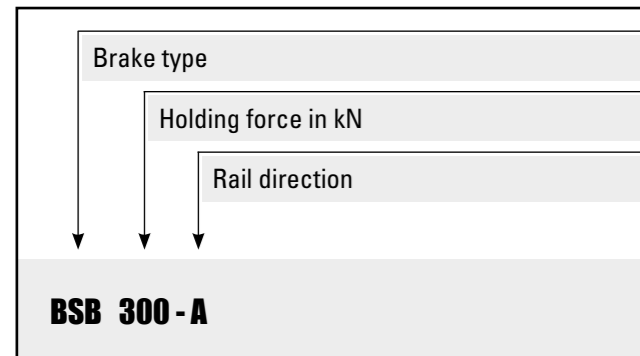 Brake type
Holding force in kN
Rail direction
BSB 300 - A